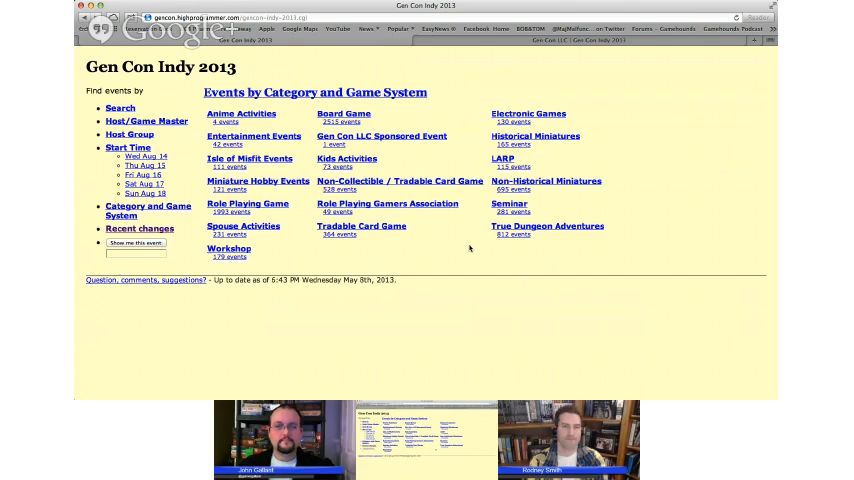 Gen Con Indy 2013
gencon.highprogrammer.com/gencon-indy-2013.cgi
Reader
Apple Google Maps YouTube News Popular EasyNews Facebook Home BOB&TOM @MajMalfunc...on Twitter Forums - Gamehounds Gamehounds Podcast
Gen Con Indy 2013
Gen Con LLC | Gen Con Indy 2013
Google+
Gen Con Indy 2013
Find events by
Search
Host/Game Master
Host Group
Start Time
Wed Aug 14
Thu Aug 15
Fri Aug 16
Sat Aug 17
Sun Aug 18
Category and Game
System
Recent changes
Show me this event:
Events by Category and Game System
Anime Activities
4 events
Board Game
2515 events
Electronic Games
130 events
Entertainment Events
42 events
Gen Con LLC Sponsored Event
1 event
Historical Miniatures
165 events
Isle of Misfit Events
111 events
Kids Activities
73 events
LARP
115 events
Miniature Hobby Events
121 events
Non-Collectible / Tradable Card Game
528 events
Non-Historical Miniatures
695 events
Role Playing Game
1993 events
Role Playing Gamers Association
49 events
Seminar
281 events
Spouse Activities
231 events
Tradable Card Game
364 events
True Dungeon Adventures
812 events
Workshop
179 events
Question, comments, suggestions? - Up to date as of 6:43 PM Wednesday May 8th, 2013.
John Gallant
Rodney Smith